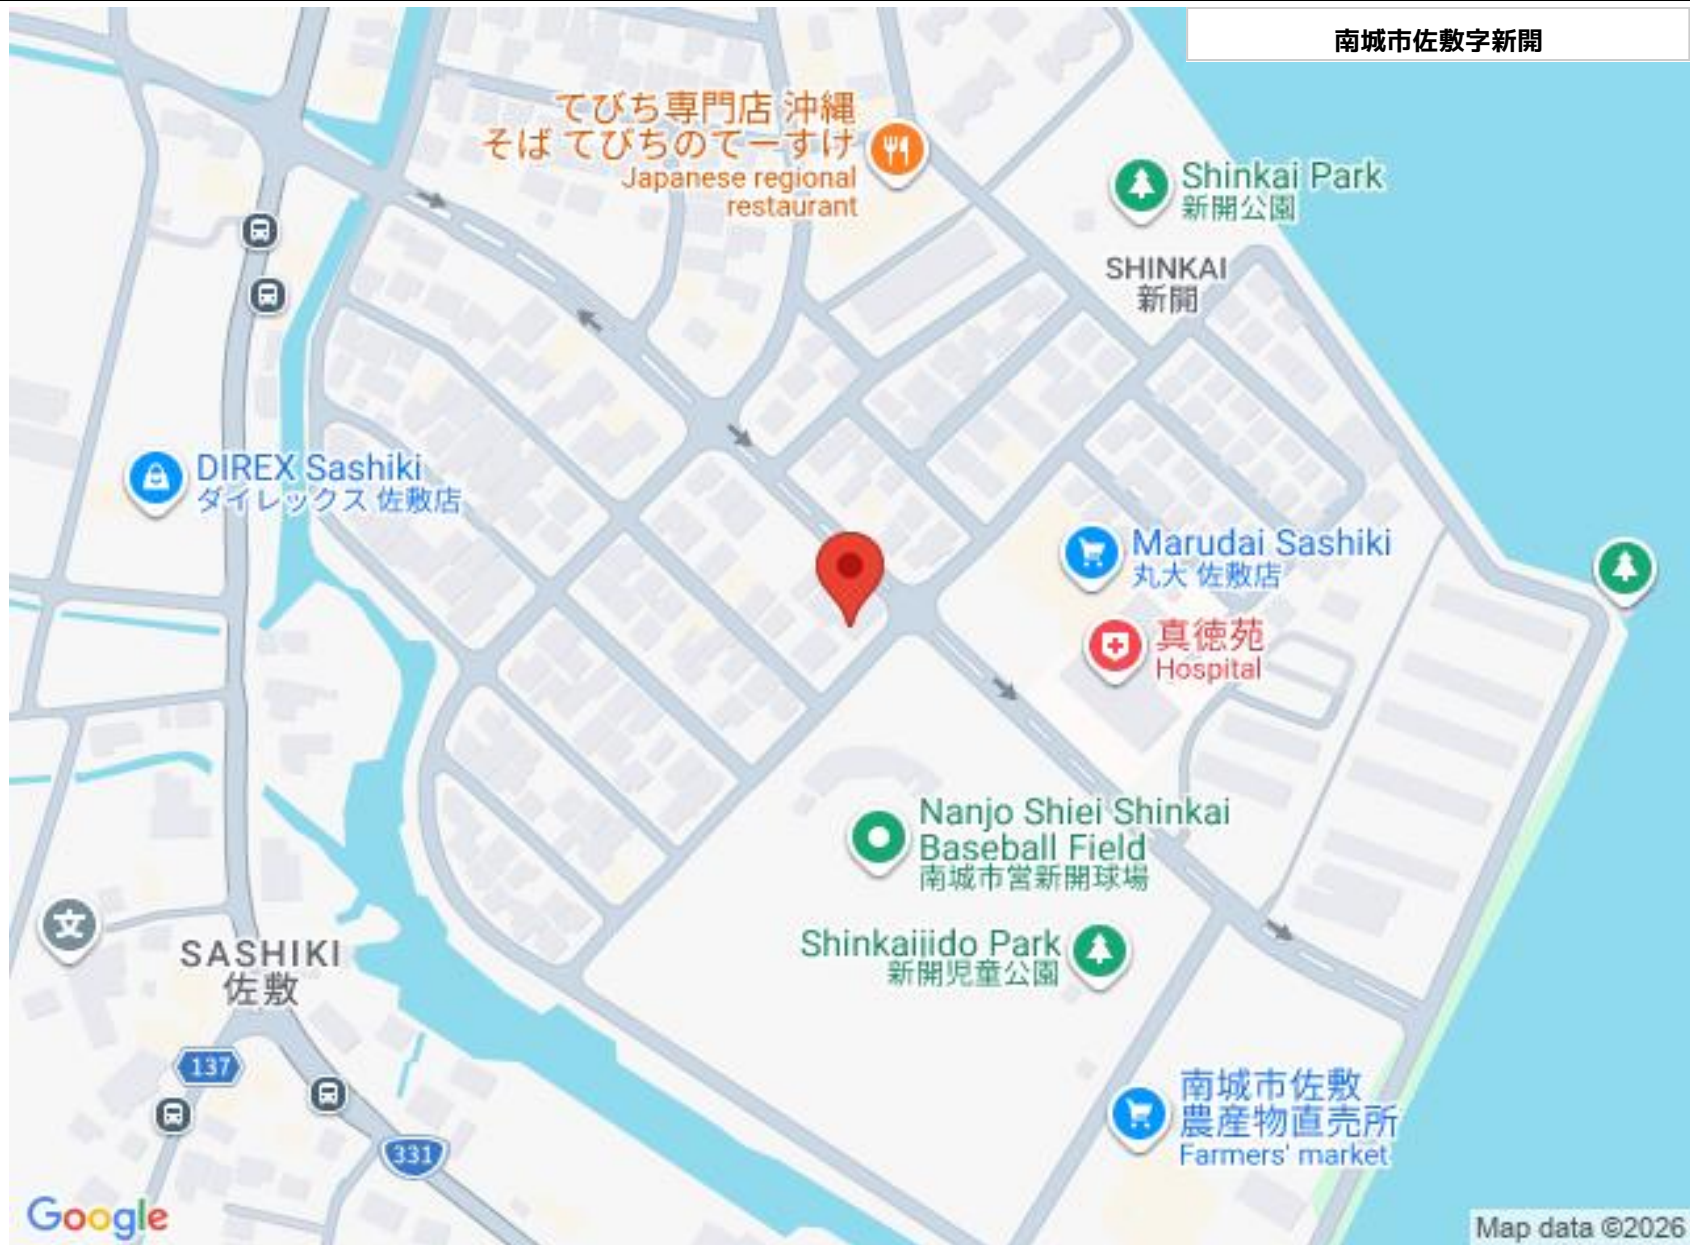 南城市佐敷字新開
てびち専門店 沖縄
そば てびちのてーすけ
Japanese regional
restaurant
Shinkai Park
新開公園
SHINKAI
新開
DIREX Sashiki
ダイレックス 佐敷店
Marudai Sashiki
丸大 佐敷店
真徳苑
Hospital
Nanjo Shiei Shinkai
Baseball Field
南城市営新開球場
文
SASHIKI
佐敷
Shinkaijido Park
新開児童公園
137
331
南城市佐敷
農産物直売所
Farmers' market
Google
Map data ©2026